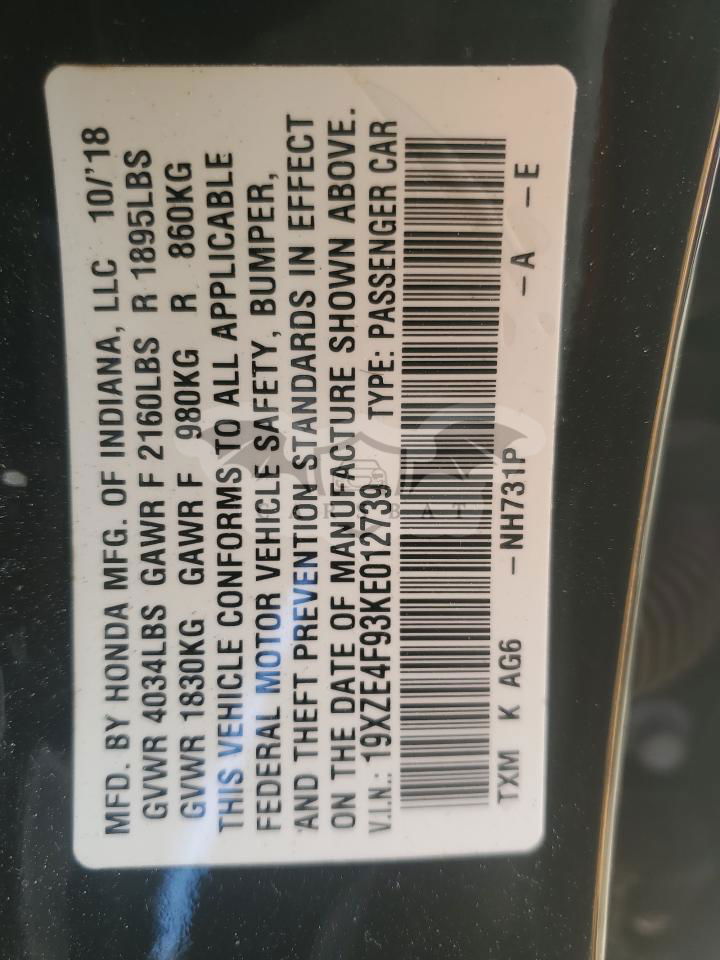 MFD. BY HONDA MFG. OF INDIANA, LLC 10/'18
GVWR 4034LBS GAWR F 2160LBS R 1895LBS
GVWR 1830KG GAWR F 980KG R 860KG
THIS VEHICLE CONFORMS TO ALL APPLICABLE
FEDERAL MOTOR VEHICLE SAFETY, BUMPER,
AND THEFT PREVENTION STANDARDS IN EFFECT
ON THE DATE OF MANUFACTURE SHOWN ABOVE.
V.I.N.: 19XZE4F93KE012739 TYPE: PASSENGER CAR
TXM K AG6 -NH731P -A -E